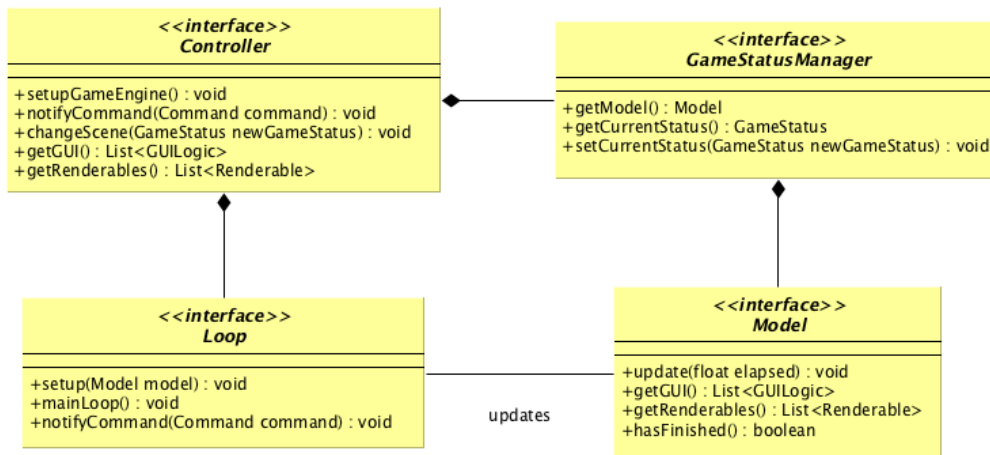 <<interface>>
Controller
+setupGameEngine() : void
+notifyCommand(Command command) : void
+changeScene(GameStatus newGameStatus) : void
+getGUI() : List<GUILogic>
+getRenderables() : List<Renderable>
<<interface>>
GameStatusManager
+getModel() : Model
+getCurrentStatus() : GameStatus
+setCurrentStatus(GameStatus newGameStatus) : void
<<interface>>
Loop
+setup(Model model) : void
+mainLoop() : void
+notifyCommand(Command command) : void
updates
<<interface>>
Model
+update(float elapsed) : void
+getGUI() : List<GUILogic>
+getRenderables() : List<Renderable>
+hasFinished() : boolean